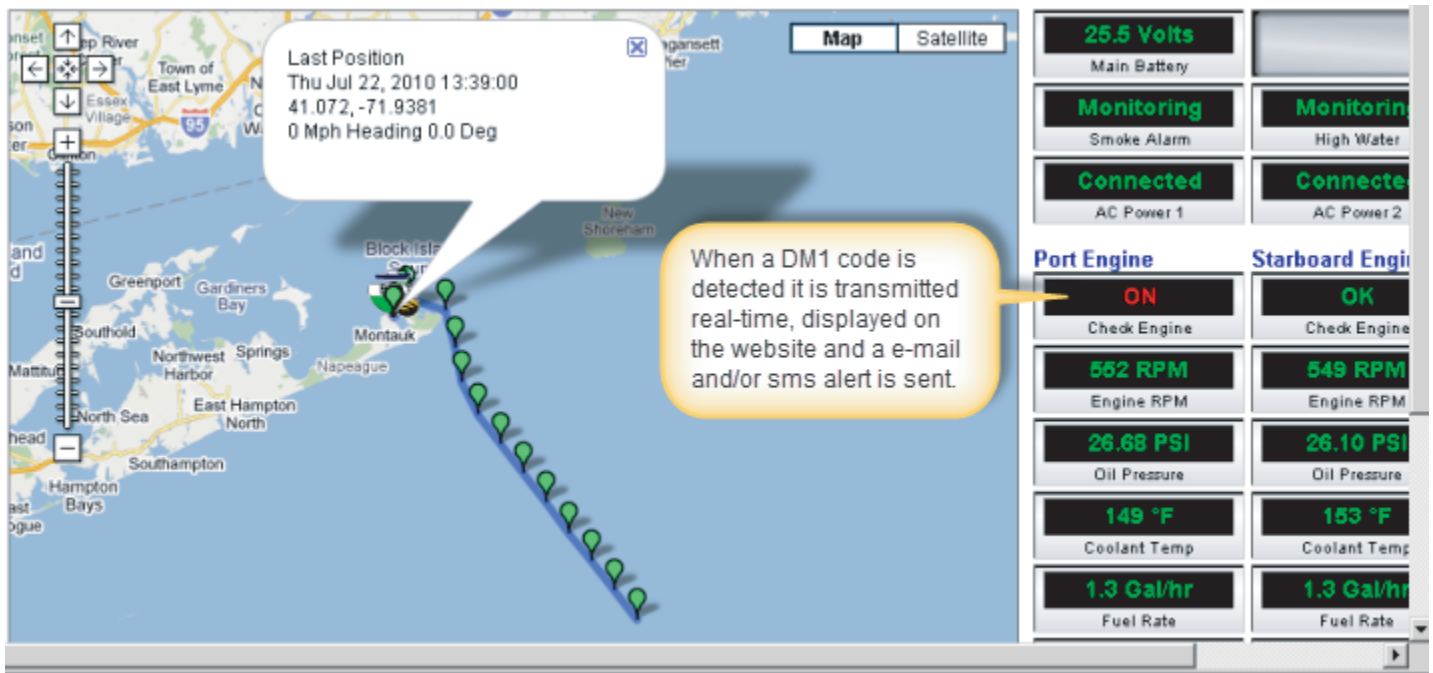 Last Position
Thu Jul 22, 2010 13:39:00
41.072, -71.9381
0 Mph Heading 0.0 Deg
Map
Satellite
River
Town of
East Lyme
Essex
Village
95
New
Shoreham
Block
Greenport
Gardiners
Bay
Southold
Montauk
Northwest
Harbor
Springs
Napeague
North Sea
East Hampton
North
Southampton
Hampton
Bays
When a DM1 code is
detected it is transmitted
real-time, displayed on
the website and a e-mail
and/or sms alert is sent.
25.5 Volts
Main Battery
Monitoring
Smoke Alarm
Monitorin
High Water
Connected
AC Power 1
Connecte
AC Power 2
Port Engine
Starboard Engi
ON
Check Engine
OK
Check Engine
552 RPM
Engine RPM
549 RPM
Engine RPM
26.68 PSI
Oil Pressure
26.10 PSI
Oil Pressure
149 °F
Coolant Temp
153 °F
Coolant Temp
1.3 Gal/hr
Fuel Rate
1.3 Gal/hr
Fuel Rate